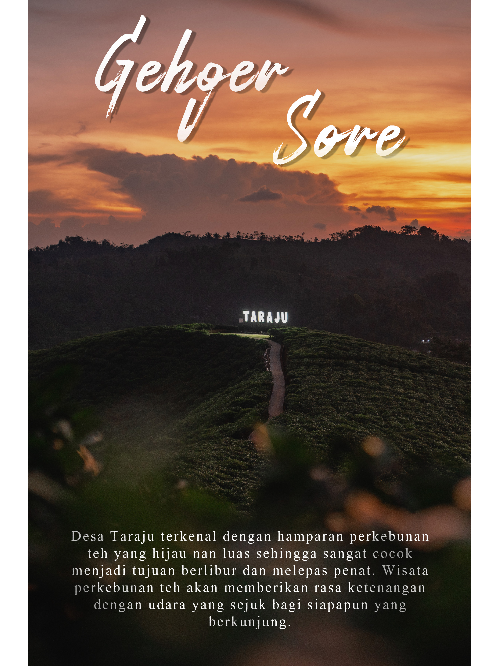 Gehger
Sore
TARAJU
Desa Taraju terkenal dengan hamparan perkebunan
teh yang hijau nan luas sehingga sangat cocok
menjadi tujuan berlibur dan melepas penat. Wisata
perkebunan teh akan memberikan rasa ketenangan
dengan udara yang sejuk bagi siapapun yang
berkunjung.